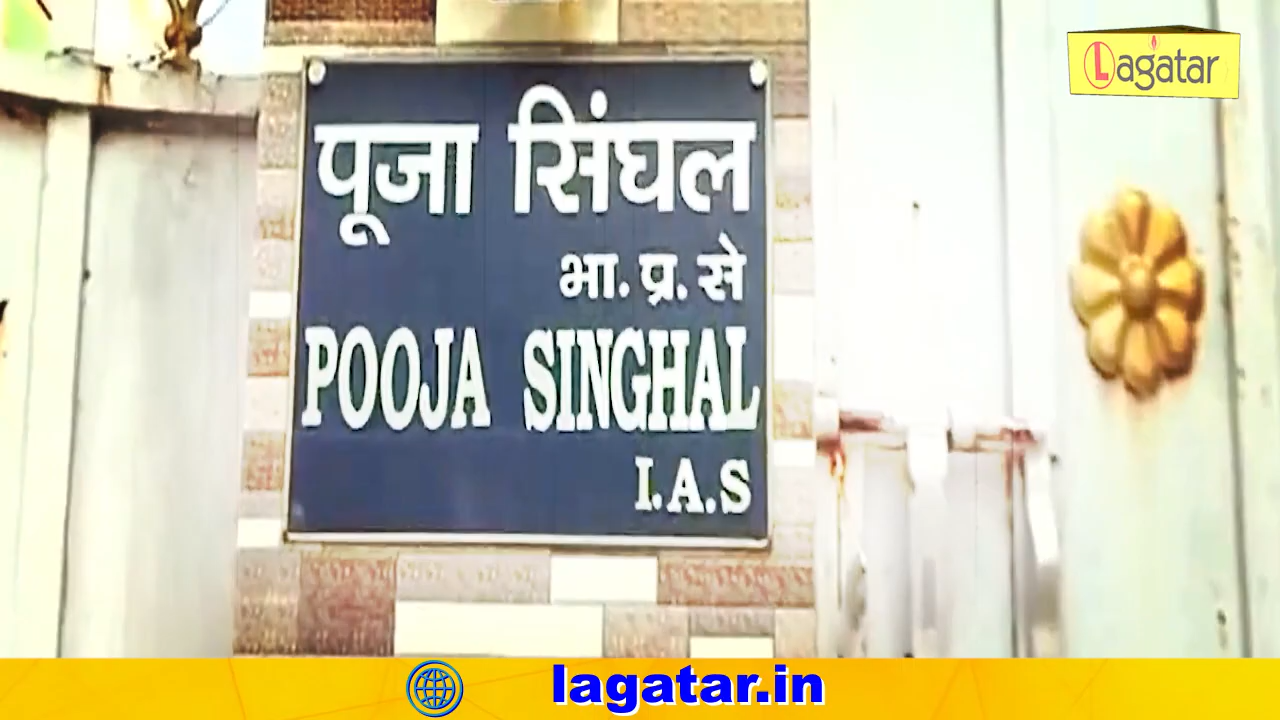 Lagatar
पूजा सिंघल
भा. प्र. से
POOJA SINGHAL
I.A.S
lagatar.in